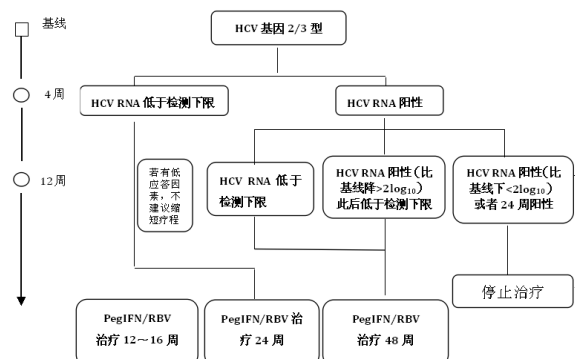 基线
HCV 基因 2/3 型
4 周
HCV RNA 低于检测下限
HCV RNA 阳性
12 周
若有低
应答因
素，不
建议缩
短疗程
HCV RNA 低于
检测下限
HCV RNA 阳性（比
基线降>2log₁₀）
此后低于检测下限
HCV RNA 阳性（比
基线下<2log₁₀）
或者 24 周阳性
停止治疗
PegIFN/RBV
治疗 12～16 周
PegIFN/RBV 治
疗 24 周
PegIFN/RBV
治疗 48 周